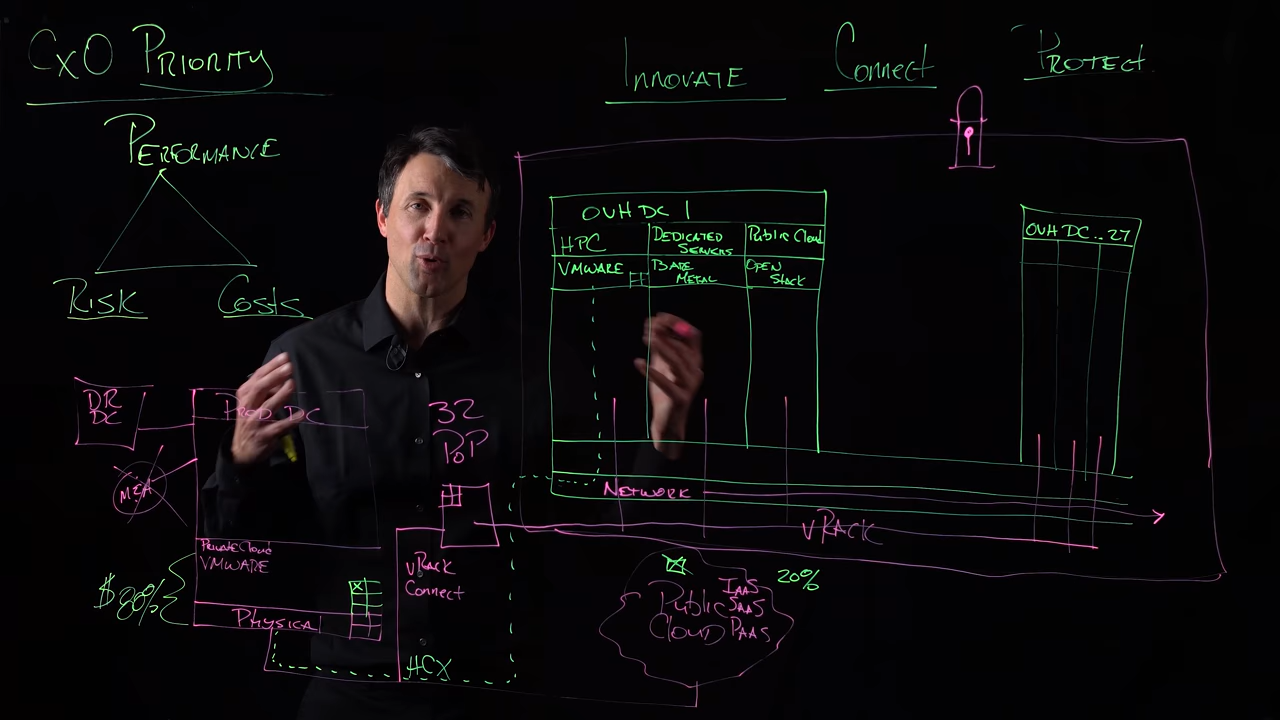 CxO PRIORITY
PERFORMANCE
RISK
COSTS
INNOVATE
CONNECT
PROTECT
OVH DC 1
HPC
DEDICATED
SERVERS
PUBLIC CLOUD
VMWARE
BARE
METAL
OPEN
STACK
OVH DC .. 27
NETWORK
vRACK
DR
DC
PROD DC
MEA
PRIVATE CLOUD
VMWARE
$ 80%
PHYSICAL
32
PoP
vRACK
CONNECT
HCX
PUBLIC
CLOUD
IAAS
SAAS
PAAS
20%